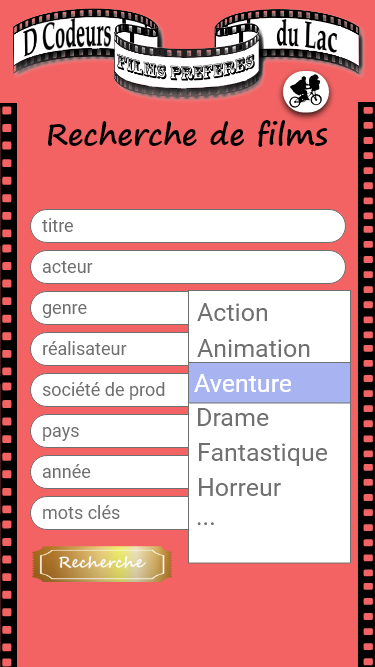 D Codeurs du Lac
FILMS PREFERES
Recherche de films
titre
acteur
genre
Action
réalisateur
Animation
Aventure
société de prod
Drame
pays
Fantastique
année
Horreur
mots clés
...
Recherche